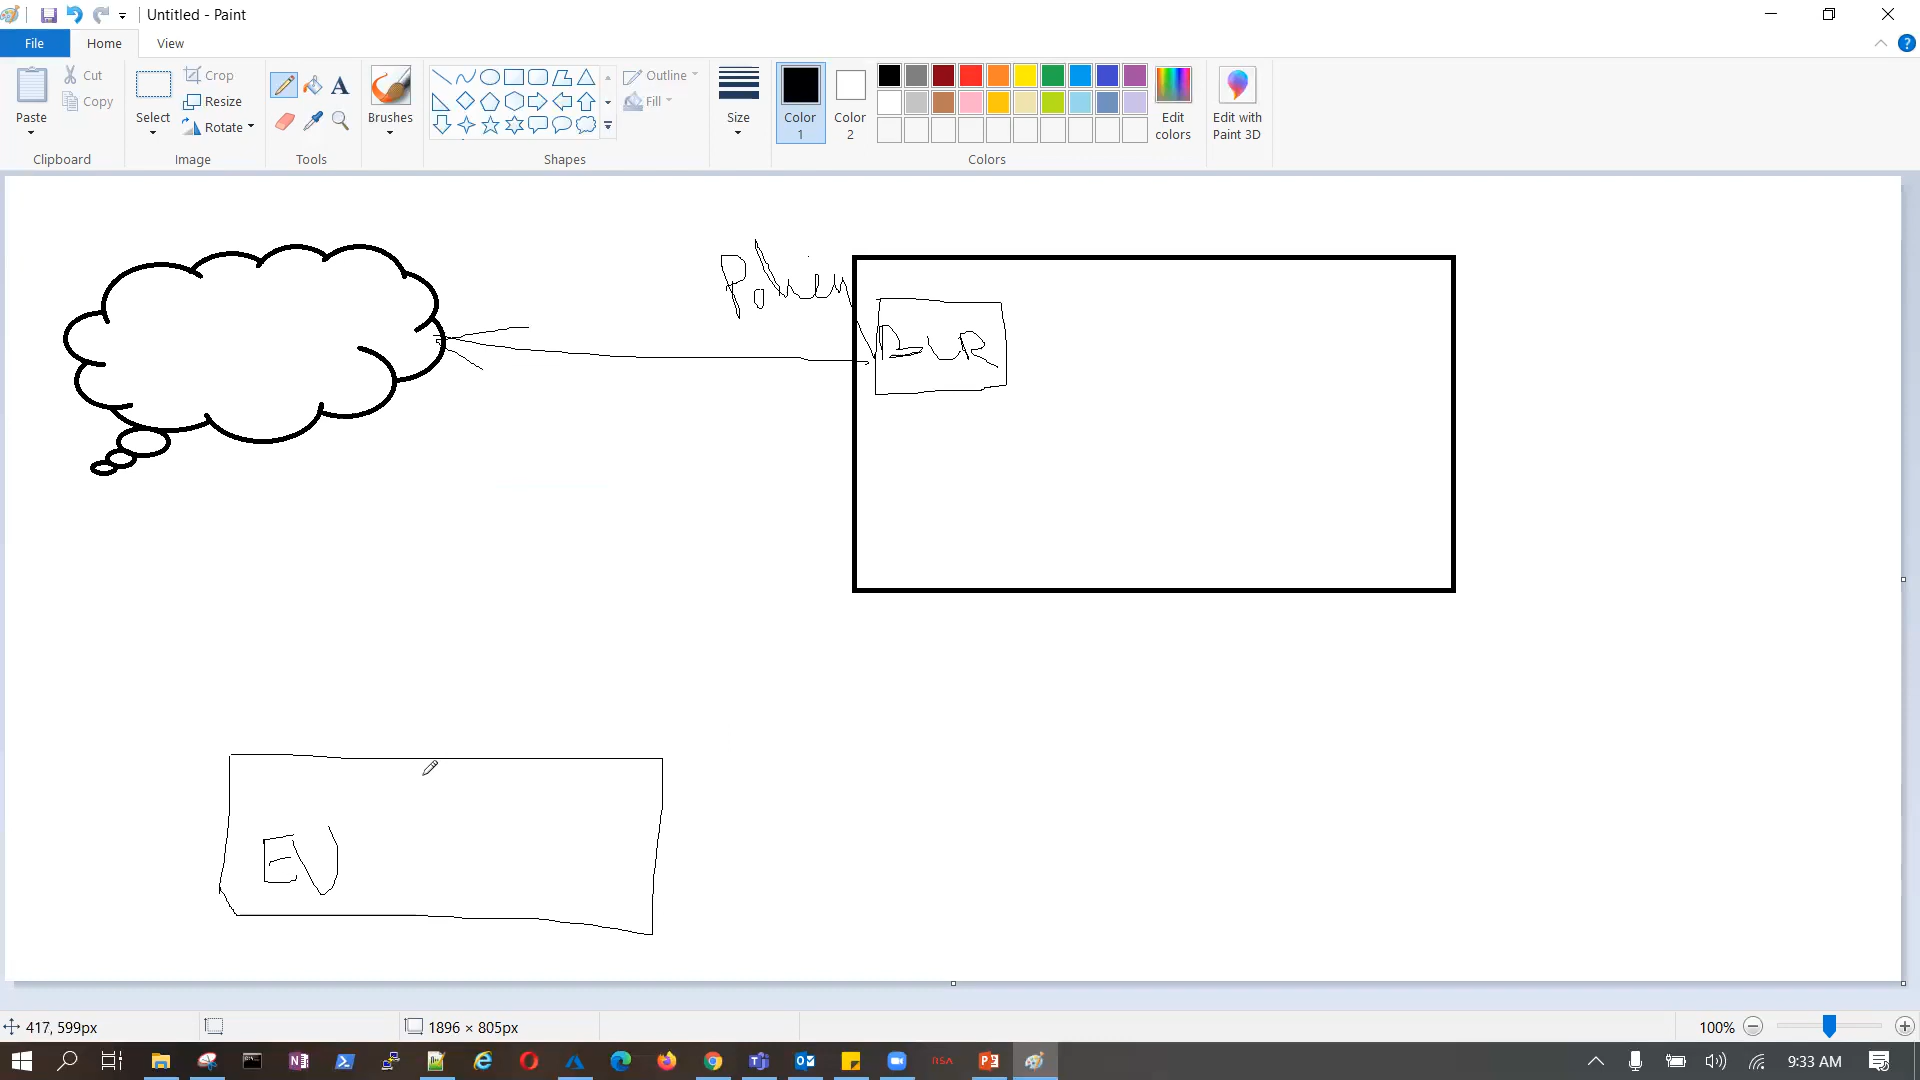 Untitled - Paint
File
Home
View
Paste
Cut
Copy
Clipboard
Select
Crop
Resize
Rotate
Image
Tools
Brushes
Shapes
Outline
Fill
Size
Color 1
Color 2
Colors
Edit colors
Edit with Paint 3D
EV
417, 599px
1896 × 805px
100%
RSA
9:33 AM